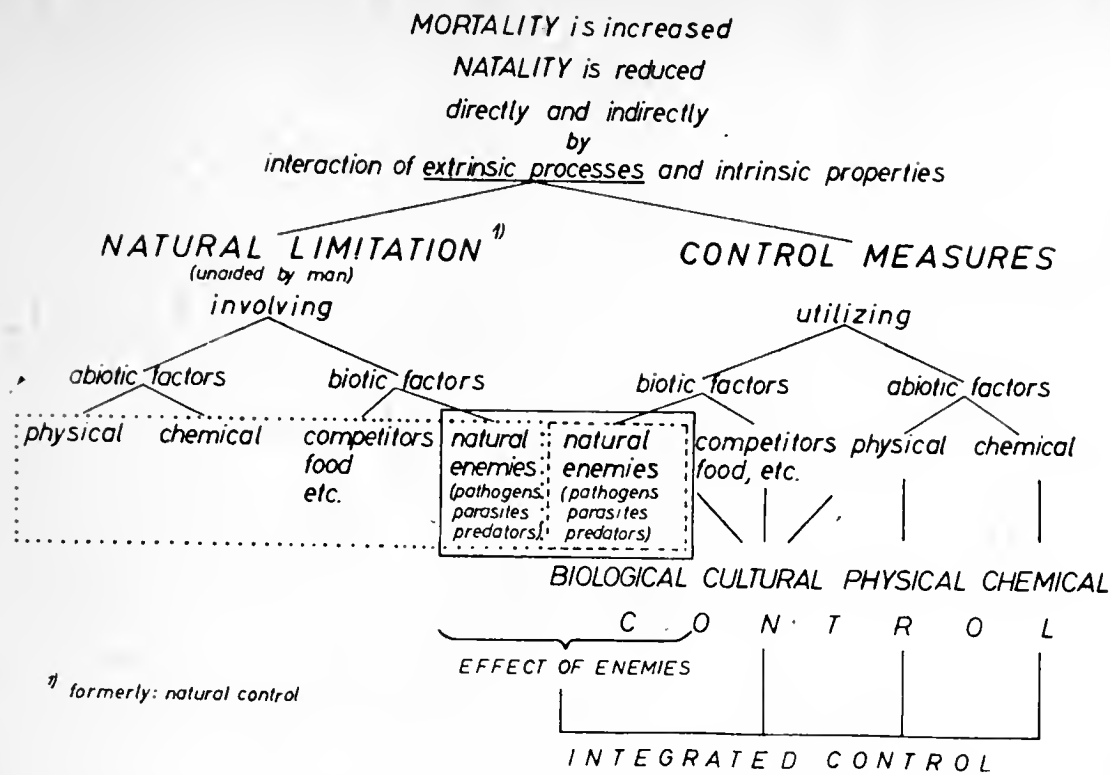 MORTALITY is increased
NATALITY is reduced
directly and indirectly
by
interaction of extrinsic processes and intrinsic properties
NATURAL LIMITATION 1)
(unaided by man)
involving
CONTROL MEASURES
utilizing
abiotic factors
biotic factors
biotic factors
abiotic factors
physical
chemical
competitors
food
etc.
natural
enemies
(pathogens
parasites
predators)
natural
enemies
(pathogens
parasites
predators)
competitors
food, etc.
physical
chemical
BIOLOGICAL CULTURAL PHYSICAL CHEMICAL
C O N T R O L
EFFECT OF ENEMIES
1) formerly: natural control
INTEGRATED CONTROL